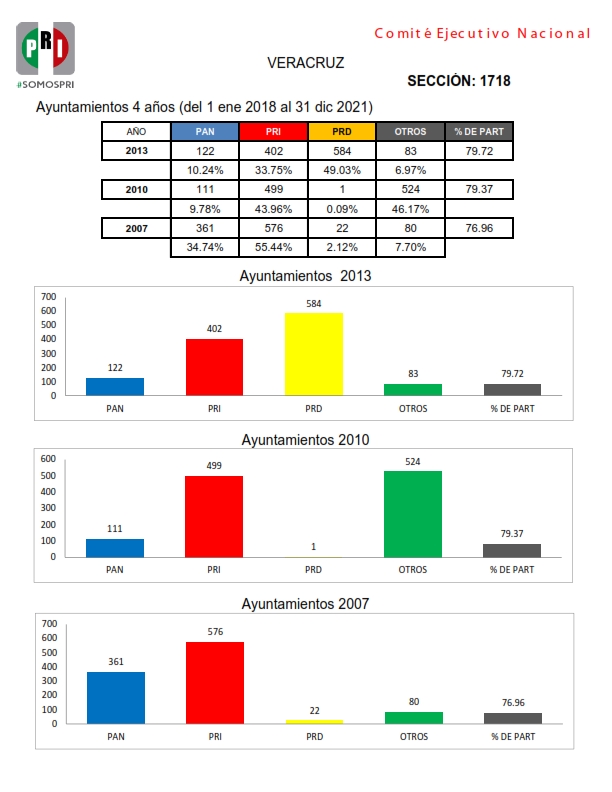 Comité Ejecutivo Nacional
PRI
#SOMOSPRI
VERACRUZ
SECCIÓN: 1718
Ayuntamientos 4 años (del 1 ene 2018 al 31 dic 2021)
AÑO PAN PRI PRD OTROS % DE PART
2013 122 402 584 83 79.72
10.24% 33.75% 49.03% 6.97%
2010 111 499 1 524 79.37
9.78% 43.96% 0.09% 46.17%
2007 361 576 22 80 76.96
34.74% 55.44% 2.12% 7.70%
Ayuntamientos 2013
700
600
500
400
300
200
100
0
122 402 584 83 79.72
PAN PRI PRD OTROS % DE PART
Ayuntamientos 2010
600
500
400
300
200
100
0
111 499 1 524 79.37
PAN PRI PRD OTROS % DE PART
Ayuntamientos 2007
700
600
500
400
300
200
100
0
361 576 22 80 76.96
PAN PRI PRD OTROS % DE PART